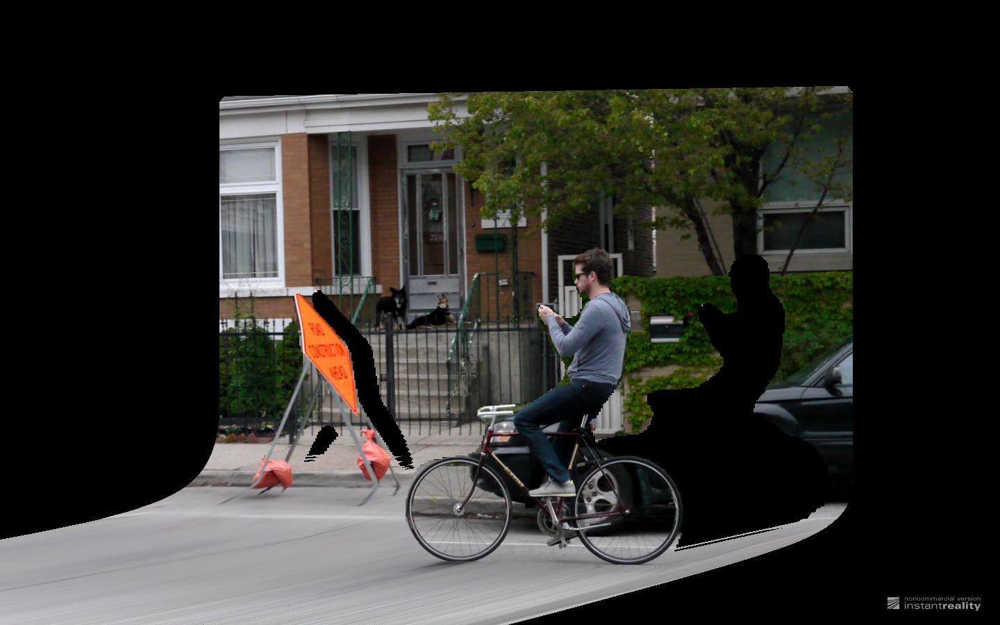 ROAD
CONSTRUCTION
AHEAD
noncommercial version
instantreality